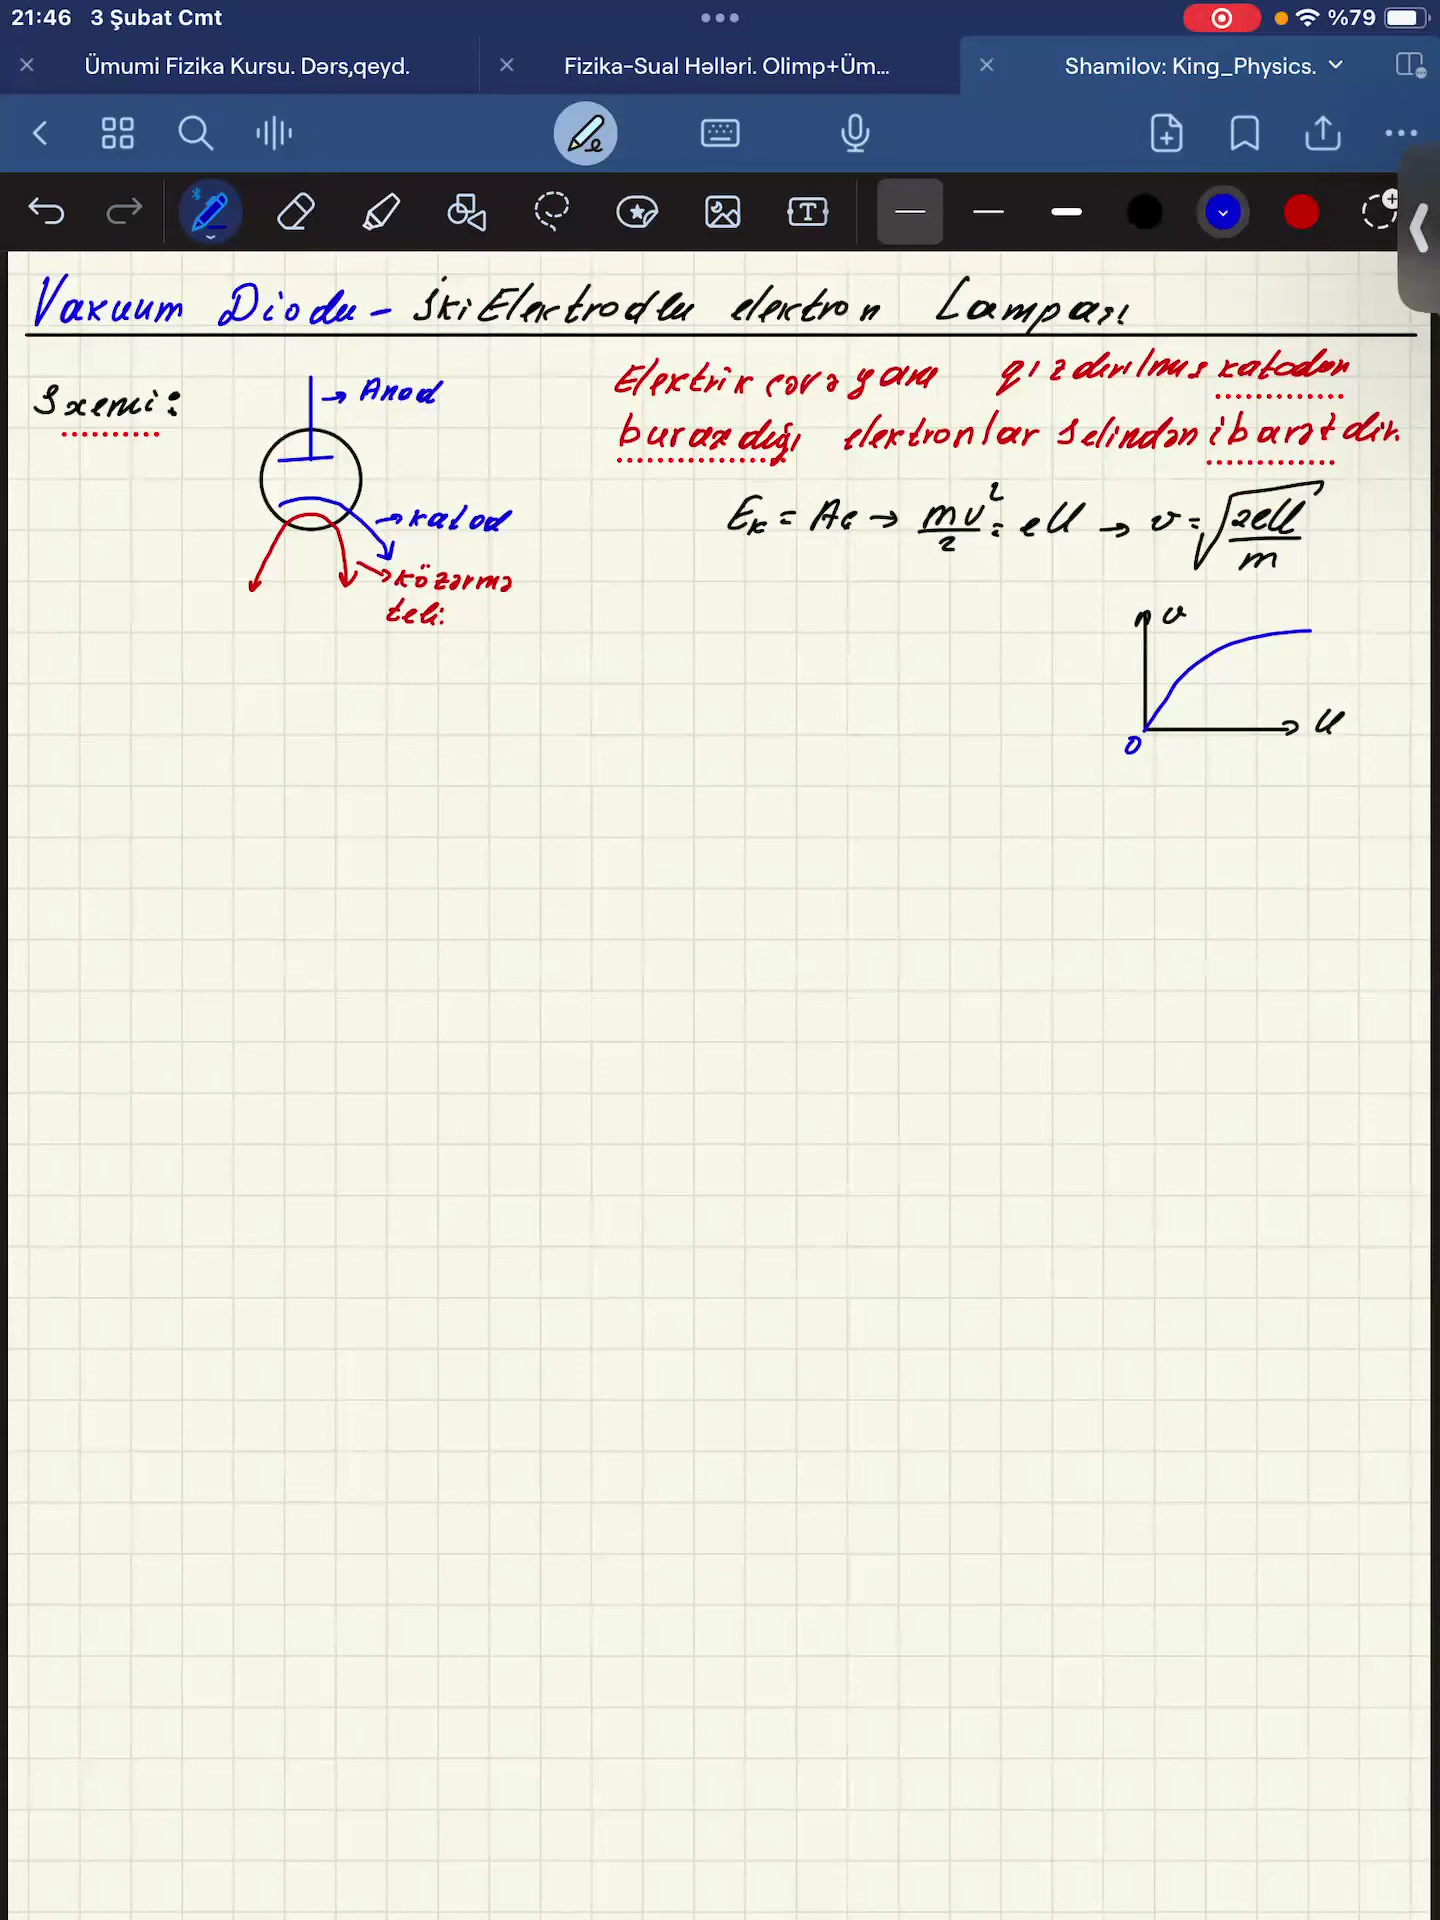 21:46 3 Şubat Cmt %79
Ümumi Fizika Kursu. Dərs,qeyd.
Fizika-Sual Həlləri. Olimp+Üm...
Shamilov: King_Physics.
Vakuum Diodu - İki Elektrodlu elektron Lampası
Sxemi:
→ Anod
→ katod
→ közərmə
teli.
Elektrik cərəyanı qızdırılmış katodun
buraxdığı elektronlar selindən ibarətdir.
Eₖ = A₍ → mv²/2 = eU → v = √(2eU/m)
v
U
0